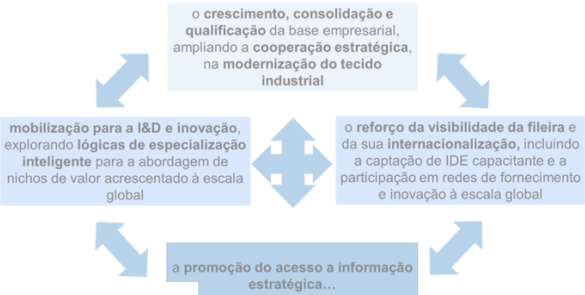 o crescimento, consolidação e
qualificação da base empresarial,
ampliando a cooperação estratégica,
na modernização do tecido
industrial
mobilização para a I&D e inovação,
explorando lógicas de especialização
inteligente para a abordagem de
nichos de valor acrescentado à escala
global
o reforço da visibilidade da fileira e
da sua internacionalização, incluindo
a captação de IDE capacitante e a
participação em redes de fornecimento
e inovação à escala global
a promoção do acesso a informação
estratégica…